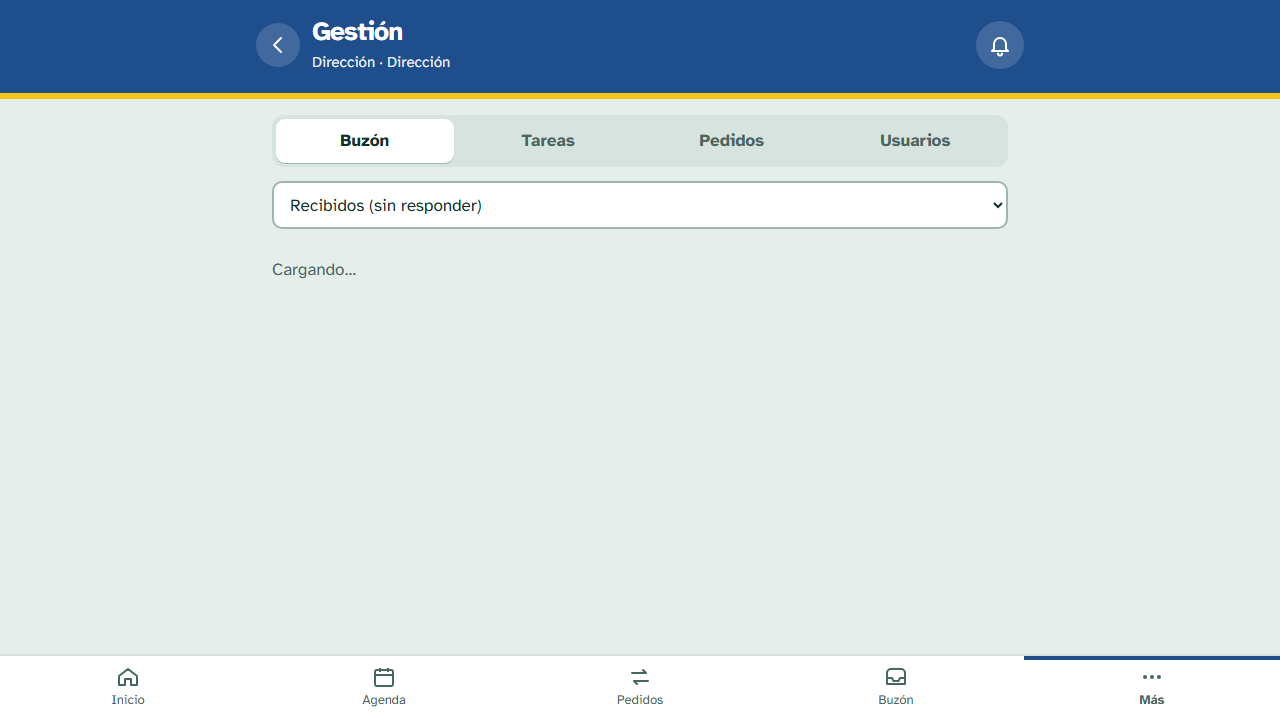 Gestión
Dirección · Dirección
Buzón
Tareas
Pedidos
Usuarios
Recibidos (sin responder)
Cargando...
Inicio
Agenda
Pedidos
Buzón
Más